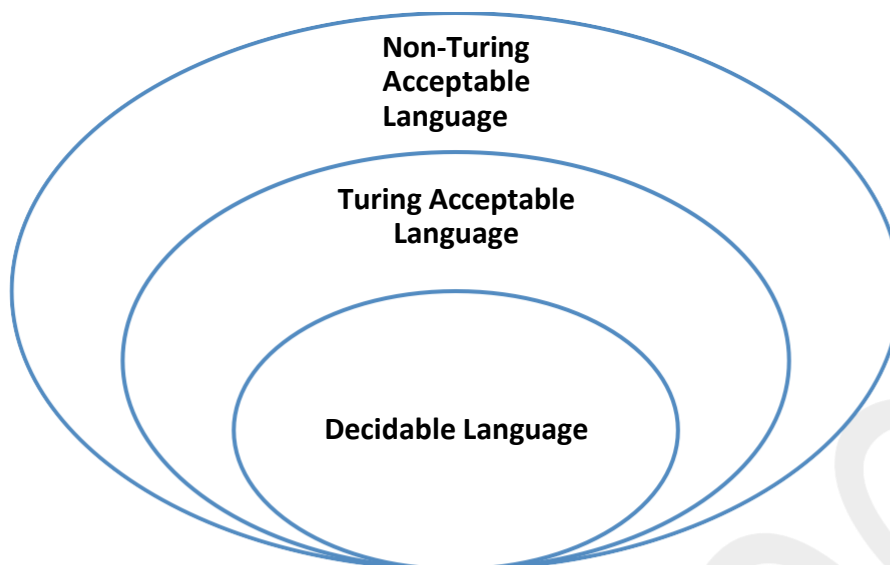 Non-Turing
Acceptable
Language
Turing Acceptable
Language
Decidable Language